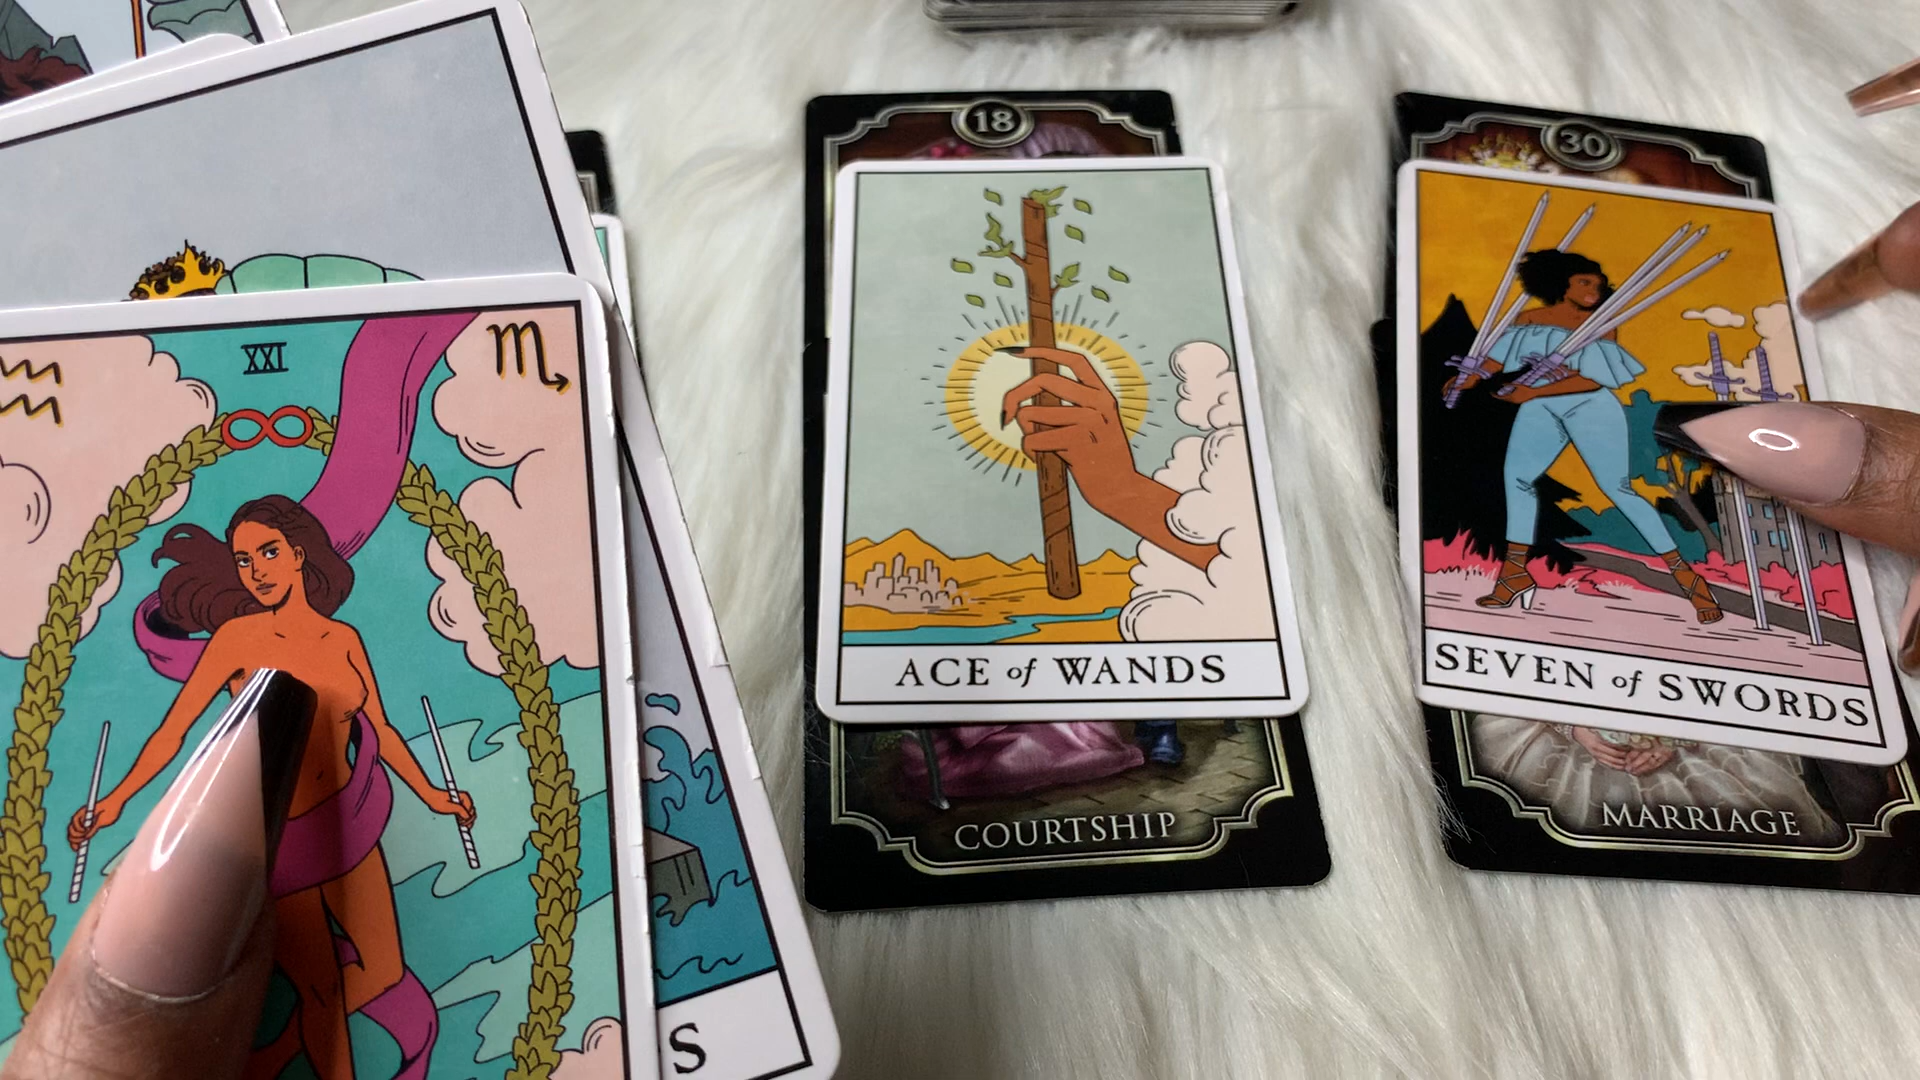 XXI
S
18
ACE of WANDS
COURTSHIP
30
SEVEN of SWORDS
MARRIAGE